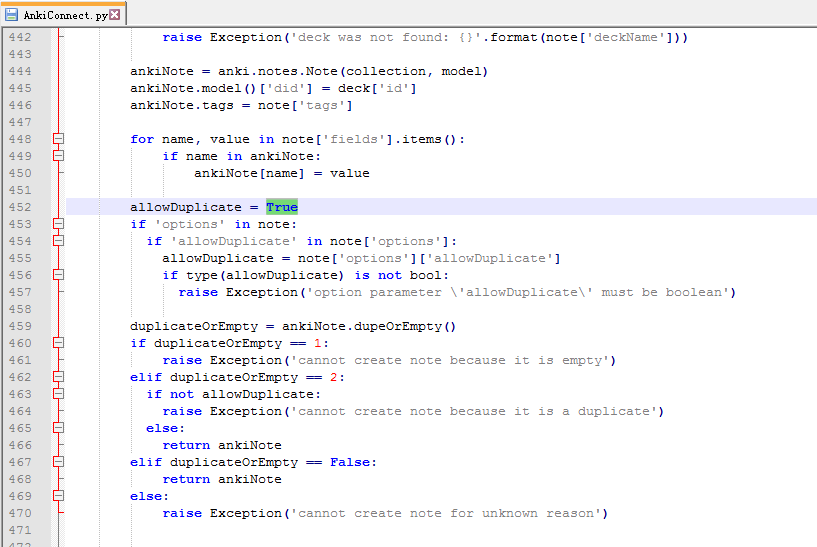 AnkiConnect.py
442 raise Exception('deck was not found: {}'.format(note['deckName']))
443
444 ankiNote = anki.notes.Note(collection, model)
445 ankiNote.model()['did'] = deck['id']
446 ankiNote.tags = note['tags']
447
448 for name, value in note['fields'].items():
449 if name in ankiNote:
450 ankiNote[name] = value
451
452 allowDuplicate = True
453 if 'options' in note:
454 if 'allowDuplicate' in note['options']:
455 allowDuplicate = note['options']['allowDuplicate']
456 if type(allowDuplicate) is not bool:
457 raise Exception('option parameter \'allowDuplicate\' must be boolean')
458
459 duplicateOrEmpty = ankiNote.dupeOrEmpty()
460 if duplicateOrEmpty == 1:
461 raise Exception('cannot create note because it is empty')
462 elif duplicateOrEmpty == 2:
463 if not allowDuplicate:
464 raise Exception('cannot create note because it is a duplicate')
465 else:
466 return ankiNote
467 elif duplicateOrEmpty == False:
468 return ankiNote
469 else:
470 raise Exception('cannot create note for unknown reason')
471